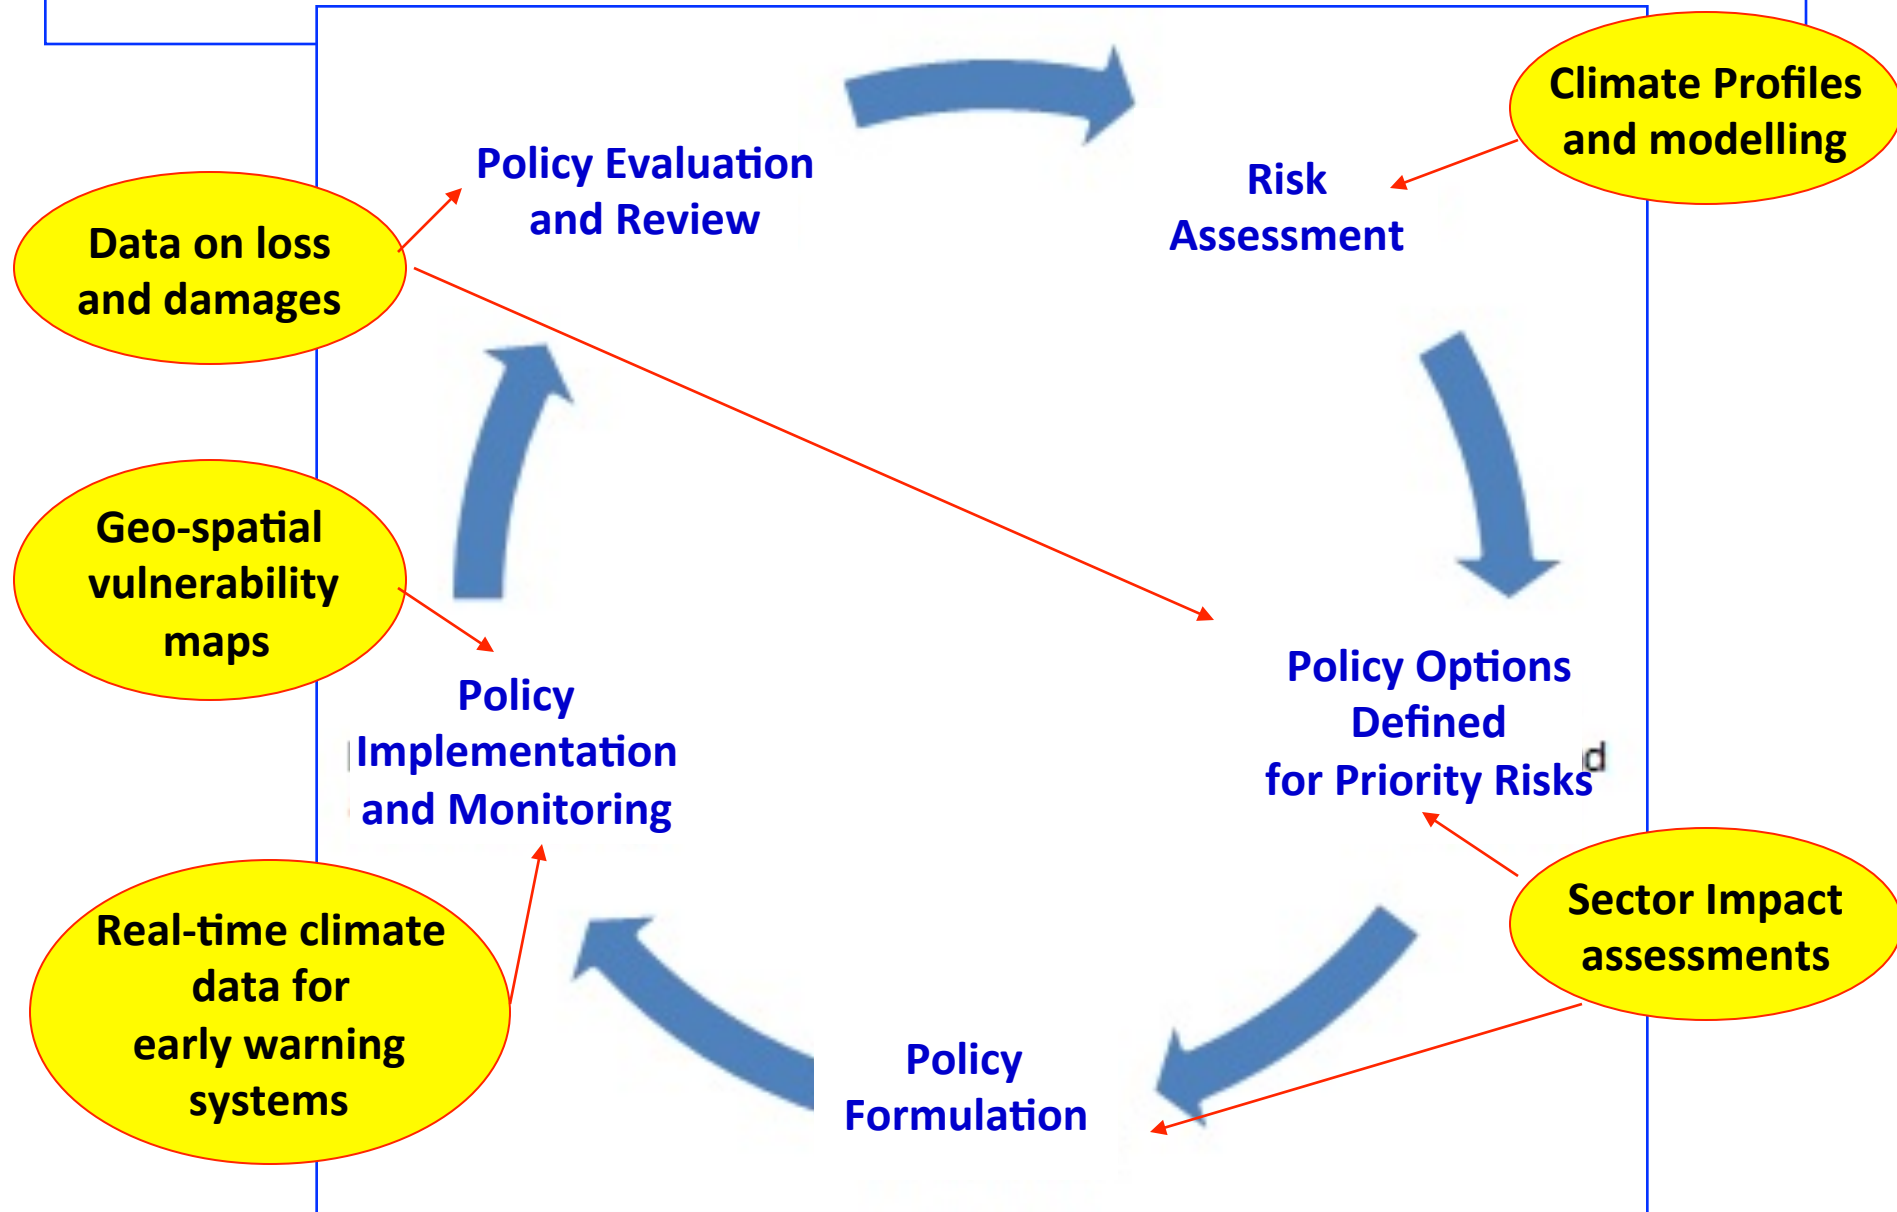 Climate Profiles
and modelling
Policy Evaluation
and Review
Risk
Assessment
Data on loss
and damages
Geo-spatial
vulnerability
maps
Policy
Implementation
and Monitoring
Policy Options
Defined
for Priority Risks
d
Real-time climate
data for
early warning
systems
Sector Impact
assessments
Policy
Formulation